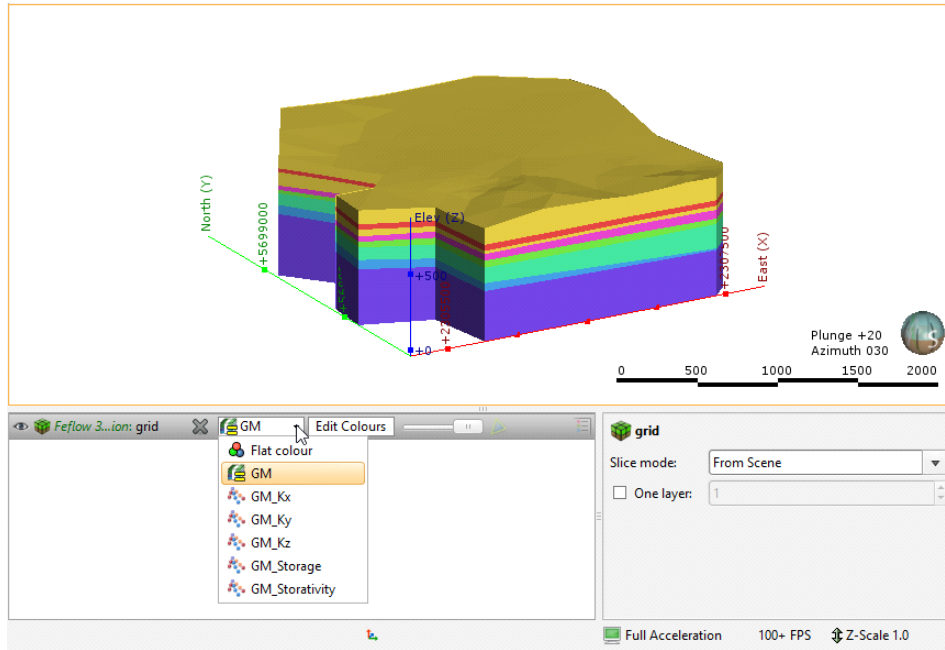 North (Y)
+5699000
Elev (Z)
+500
+0
+2307500
East (X)
Plunge +20
Azimuth 030
0 500 1000 1500 2000
Feflow 3...ion: grid
GM
Edit Colours
Flat colour
GM
GM_Kx
GM_Ky
GM_Kz
GM_Storage
GM_Storativity
grid
Slice mode: From Scene
One layer: 1
Full Acceleration 100+ FPS Z-Scale 1.0